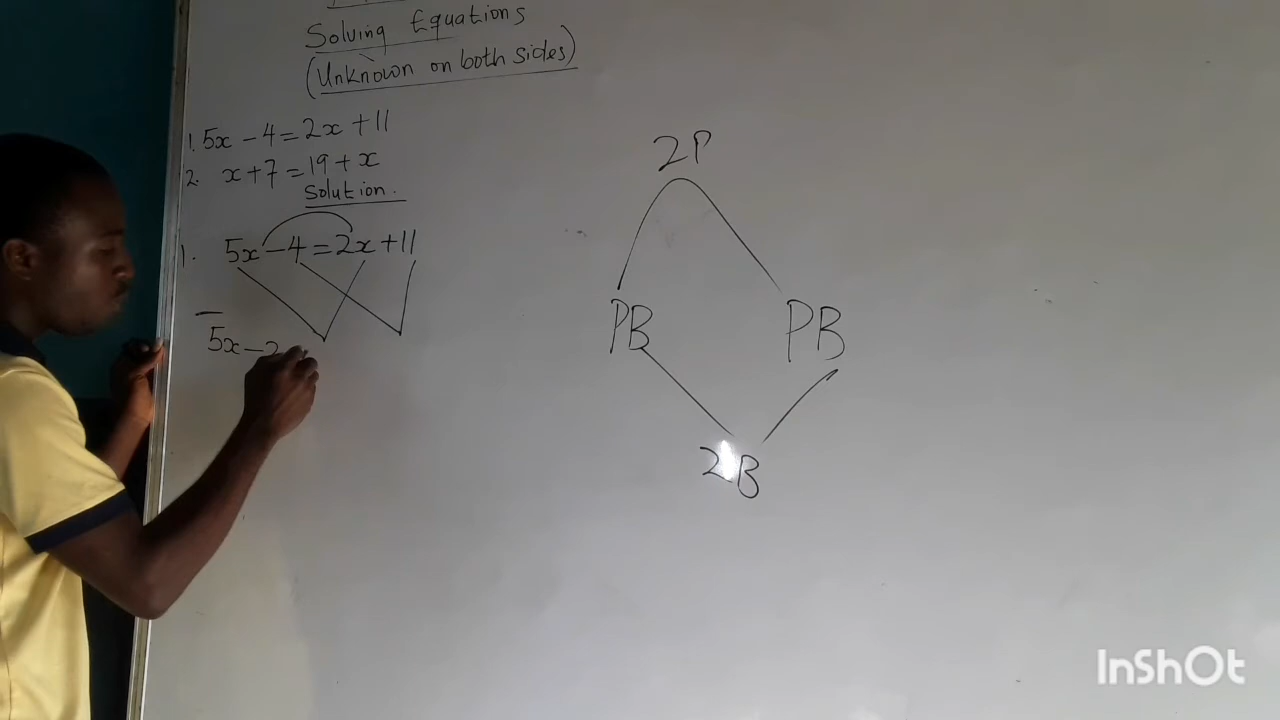 Solving Equations
(Unknown on both sides)
1. 5x - 4 = 2x + 11
2. x + 7 = 19 + x
Solution.
1. 5x - 4 = 2x + 11
5x - 2
2P
PB PB
2B
InShOt